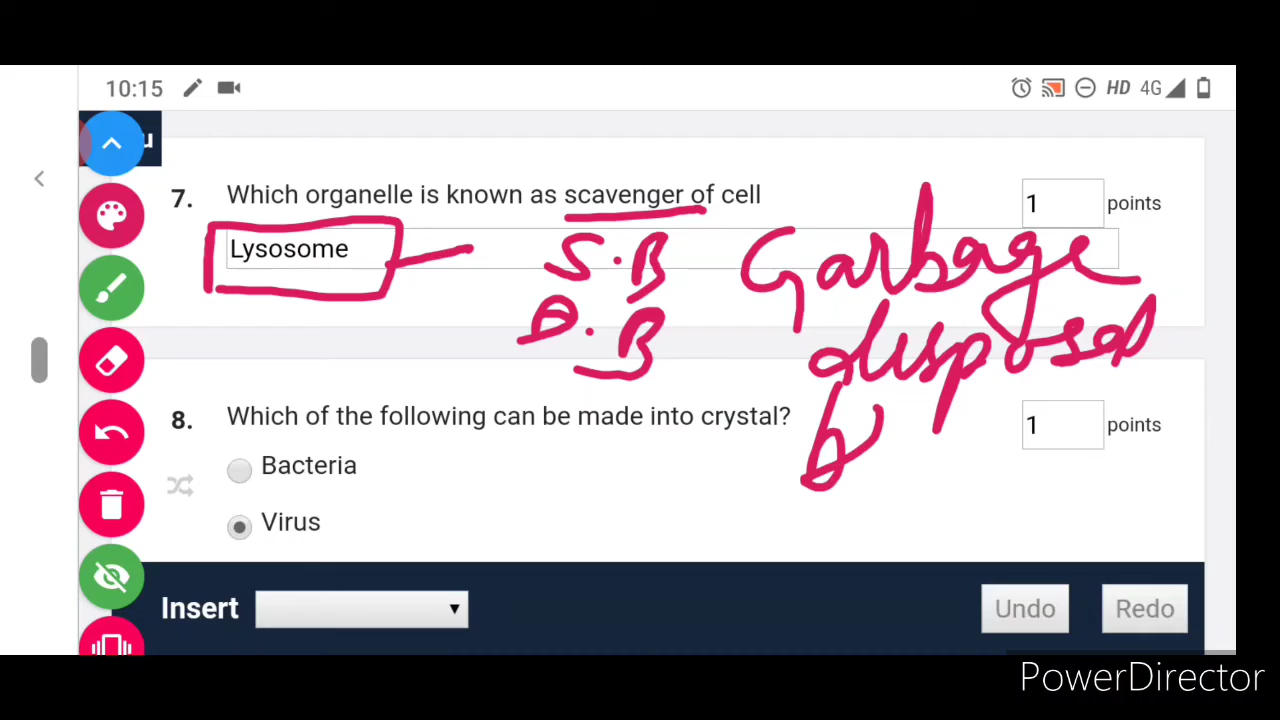 10:15 HD 4G
u
7. Which organelle is known as scavenger of cell 1 points
Lysosome
S.B Garbage
D.B disposal
8. Which of the following can be made into crystal? 1 points
Bacteria
Virus
Insert Undo Redo
PowerDirector